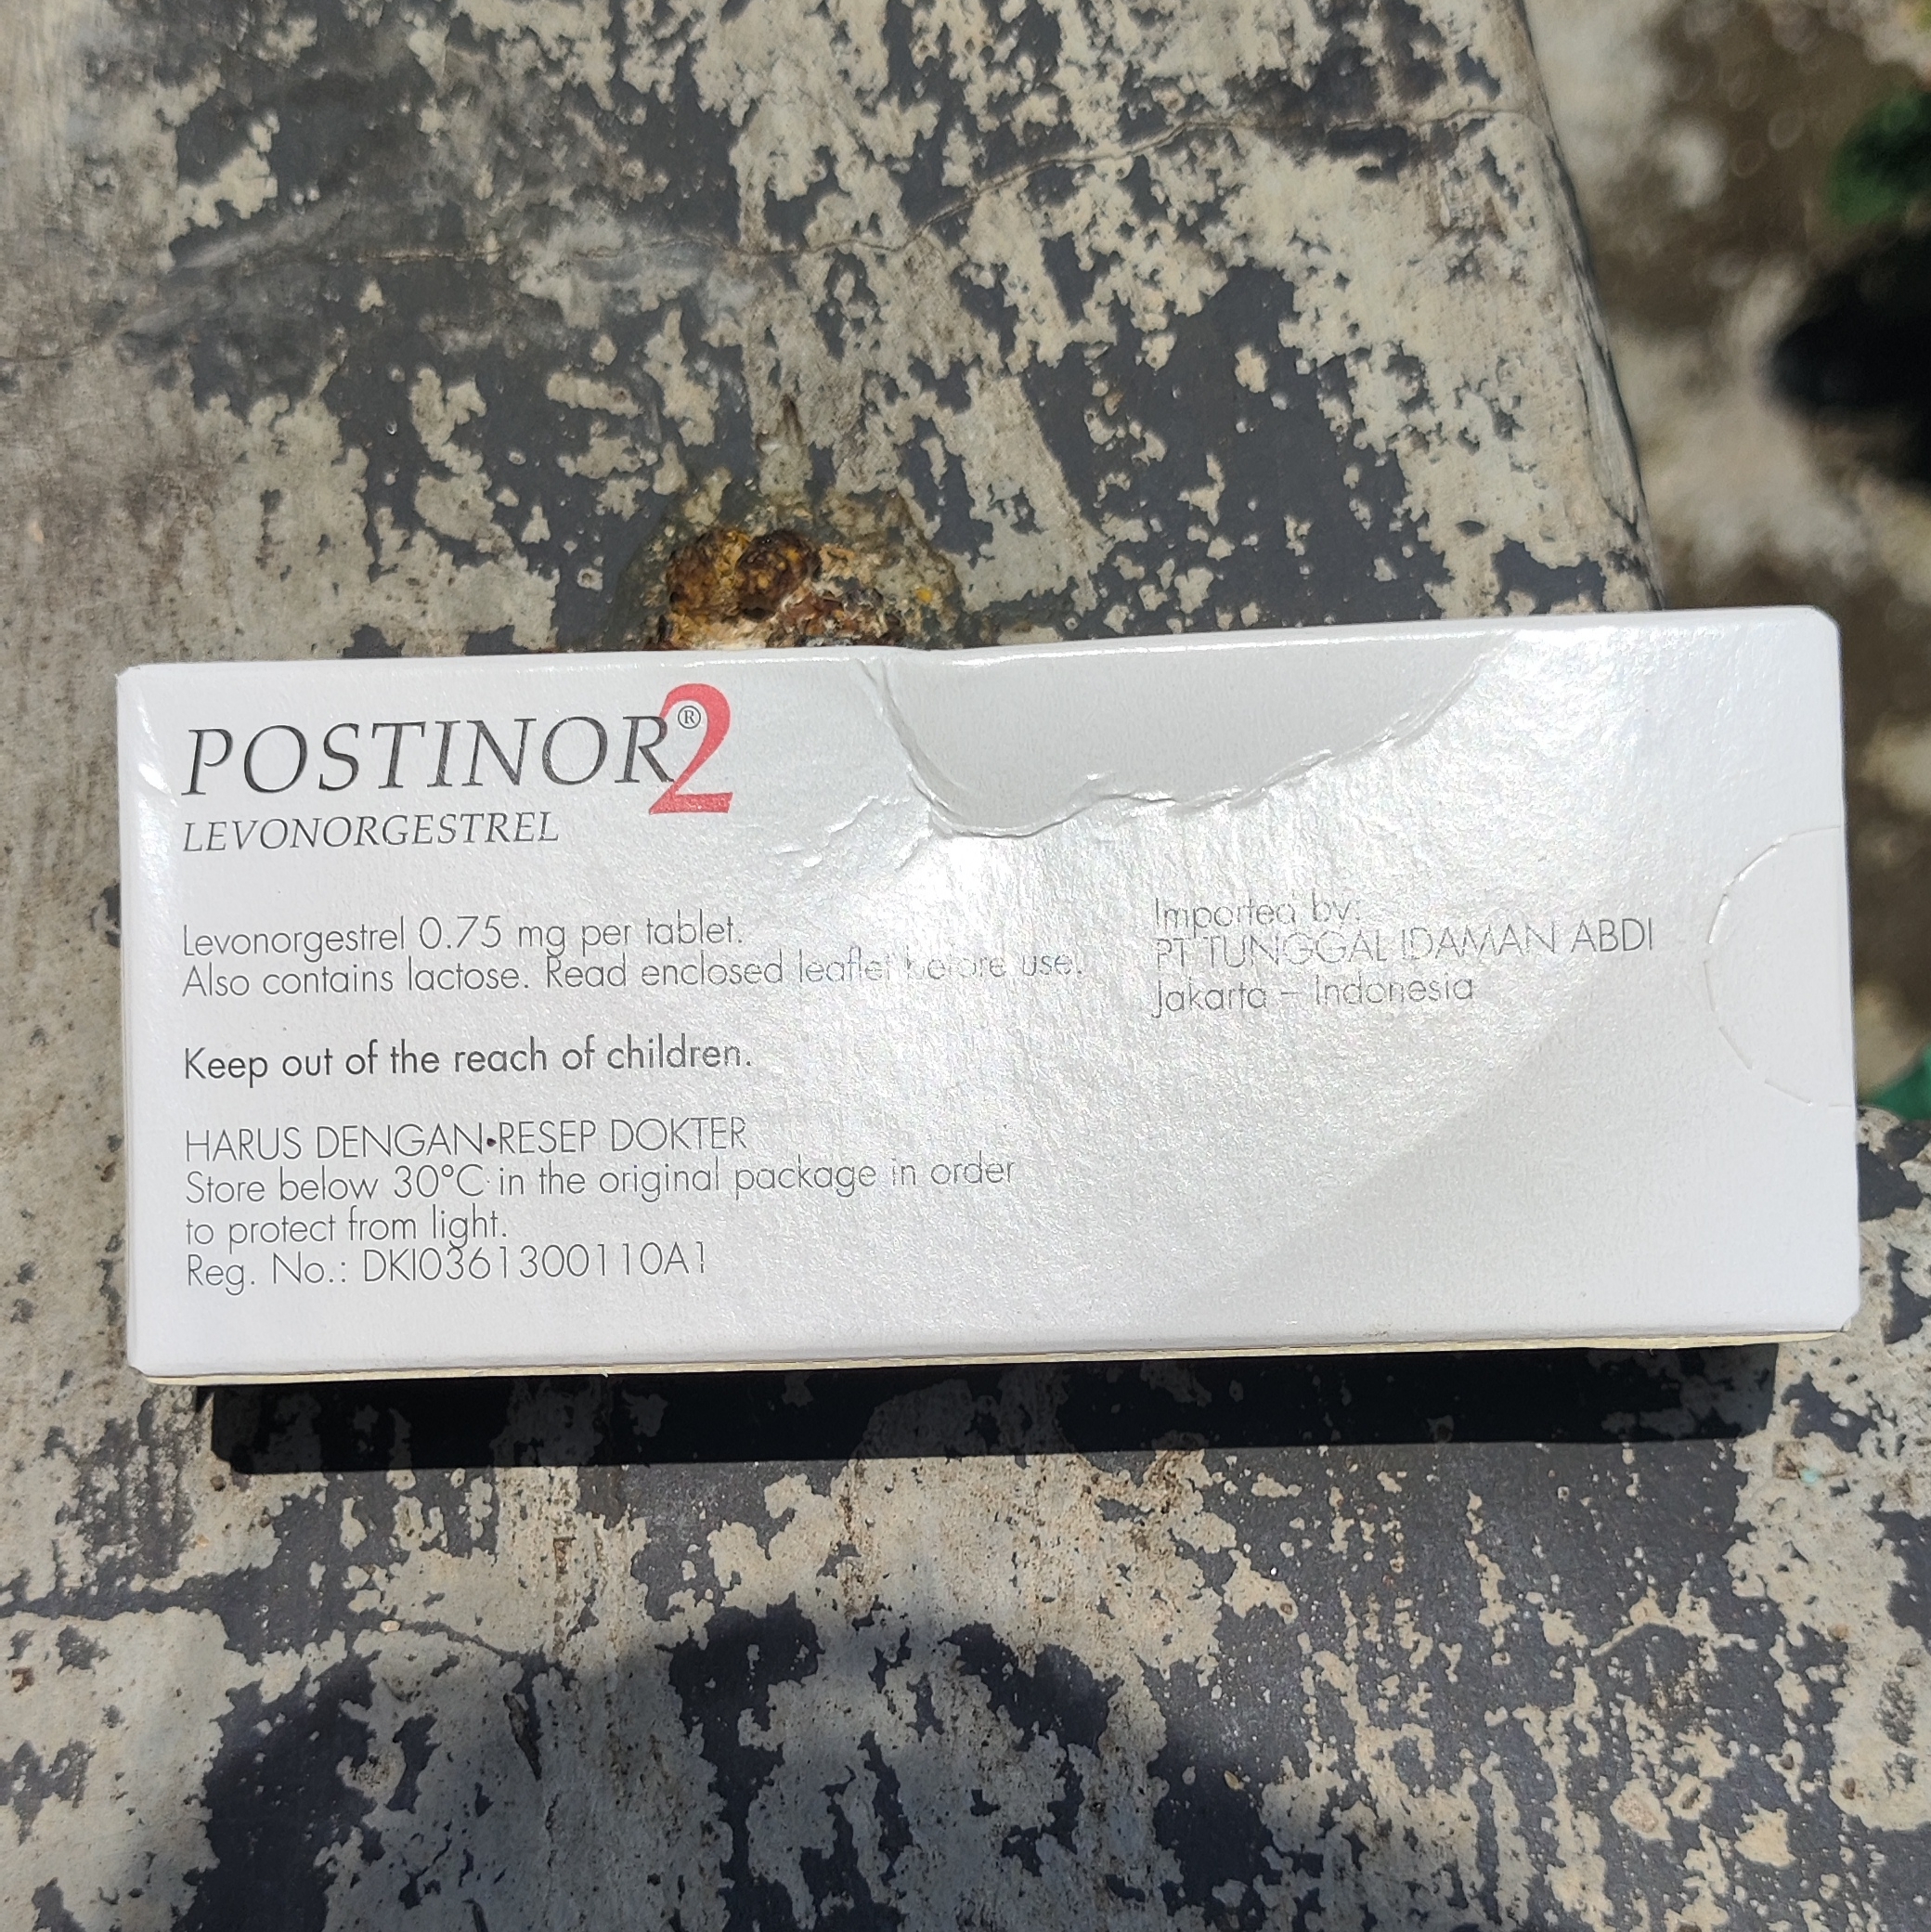 POSTINOR®2
LEVONORGESTREL
Levonorgestrel 0.75 mg per tablet.
Also contains lactose. Read enclosed leaflet before use.
Keep out of the reach of children.
HARUS DENGAN RESEP DOKTER
Store below 30°C in the original package in order
to protect from light.
Reg. No.: DKI0361300110A1
Imported by:
PT TUNGGAL IDAMAN ABDI
Jakarta – Indonesia